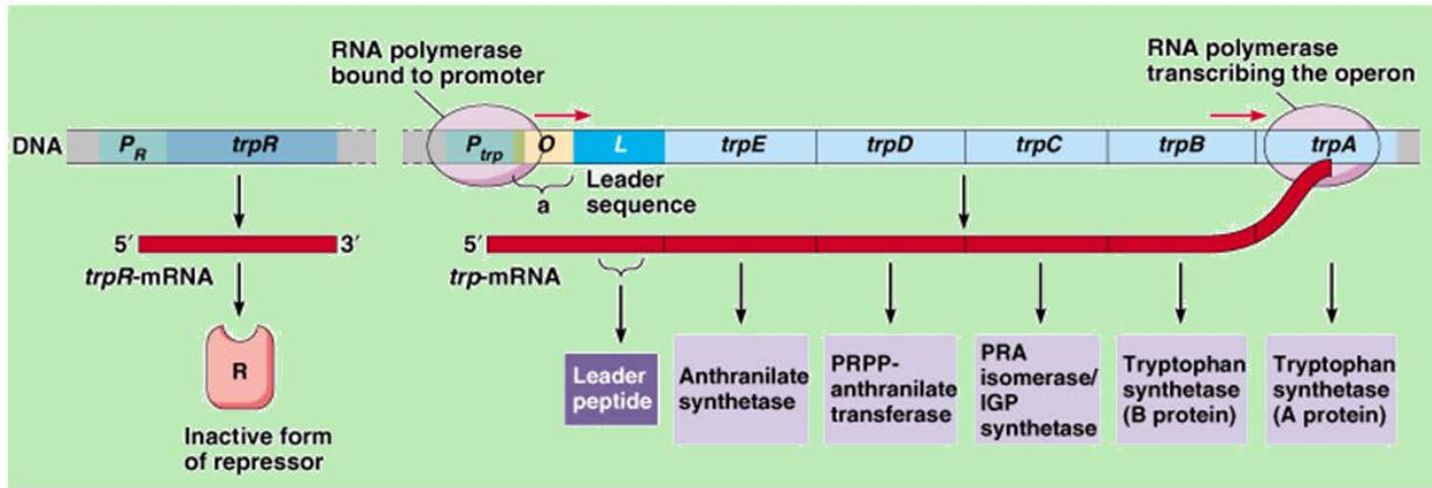 RNA polymerase
bound to promoter
RNA polymerase
transcribing the operon
DNA
PR
trpR
Ptrp
O
L
trpE
trpD
trpC
trpB
trpA
a
Leader
sequence
5′
3′
trpR-mRNA
5′
trp-mRNA
R
Inactive form
of repressor
Leader
peptide
Anthranilate
synthetase
PRPP-
anthranilate
transferase
PRA
isomerase/
IGP
synthetase
Tryptophan
synthetase
(B protein)
Tryptophan
synthetase
(A protein)